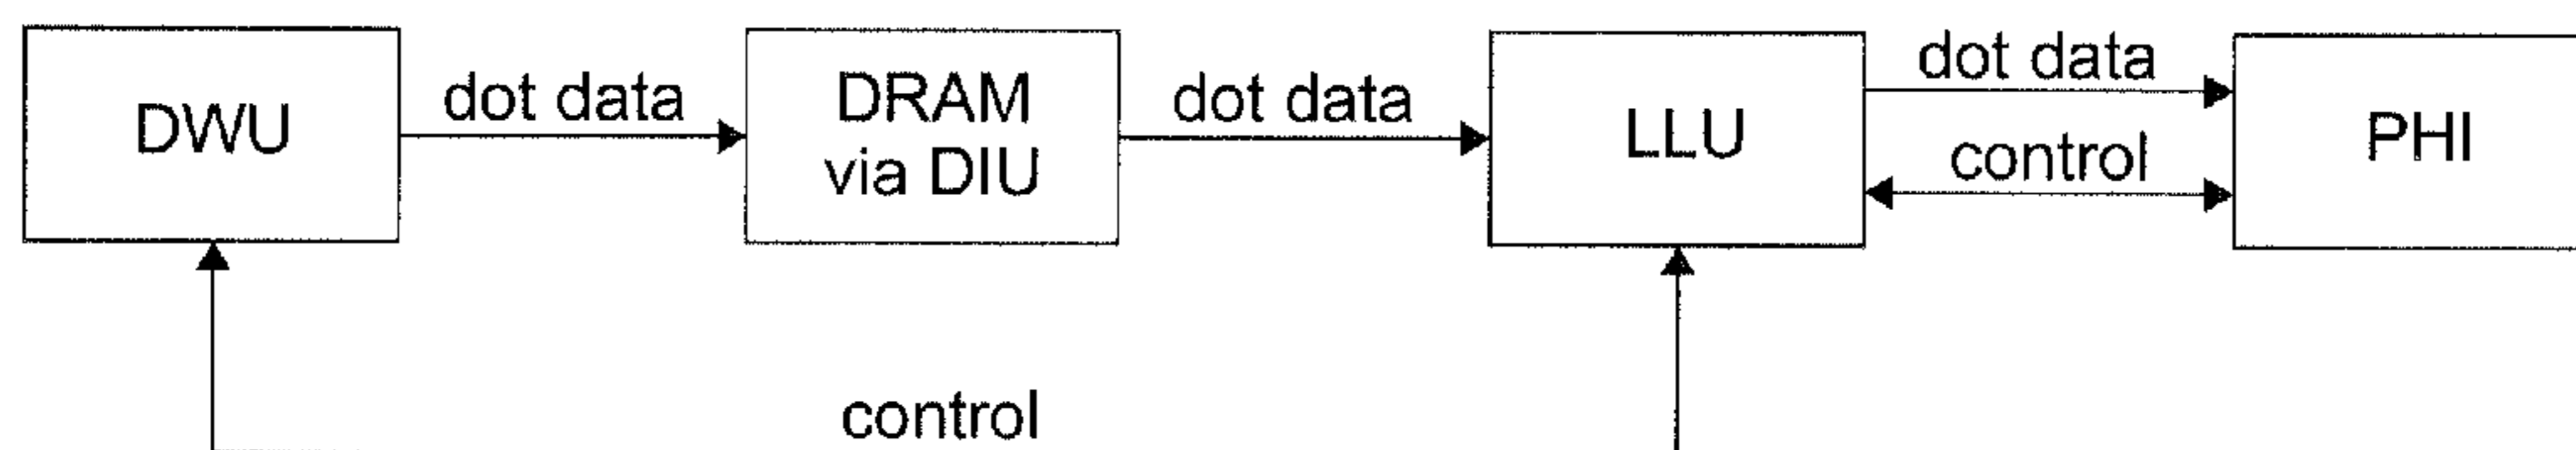 DWU
dot data
DRAM
via DIU
dot data
LLU
dot data
control
PHI
control